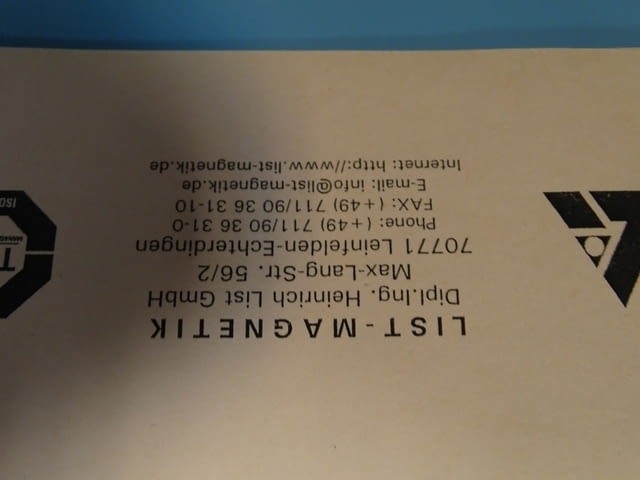 LIST-MAGNETIK
Dipl.Ing. Heinrich List GmbH
Max-Lang-Str. 56/2
70771 Leinfelden-Echterdingen
Phone: (+49) 711/90 36 31-0
FAX: (+49) 711/90 36 31-10
E-mail: info@list-magnetik.de
Internet: http://www.list-magnetik.de
ISO